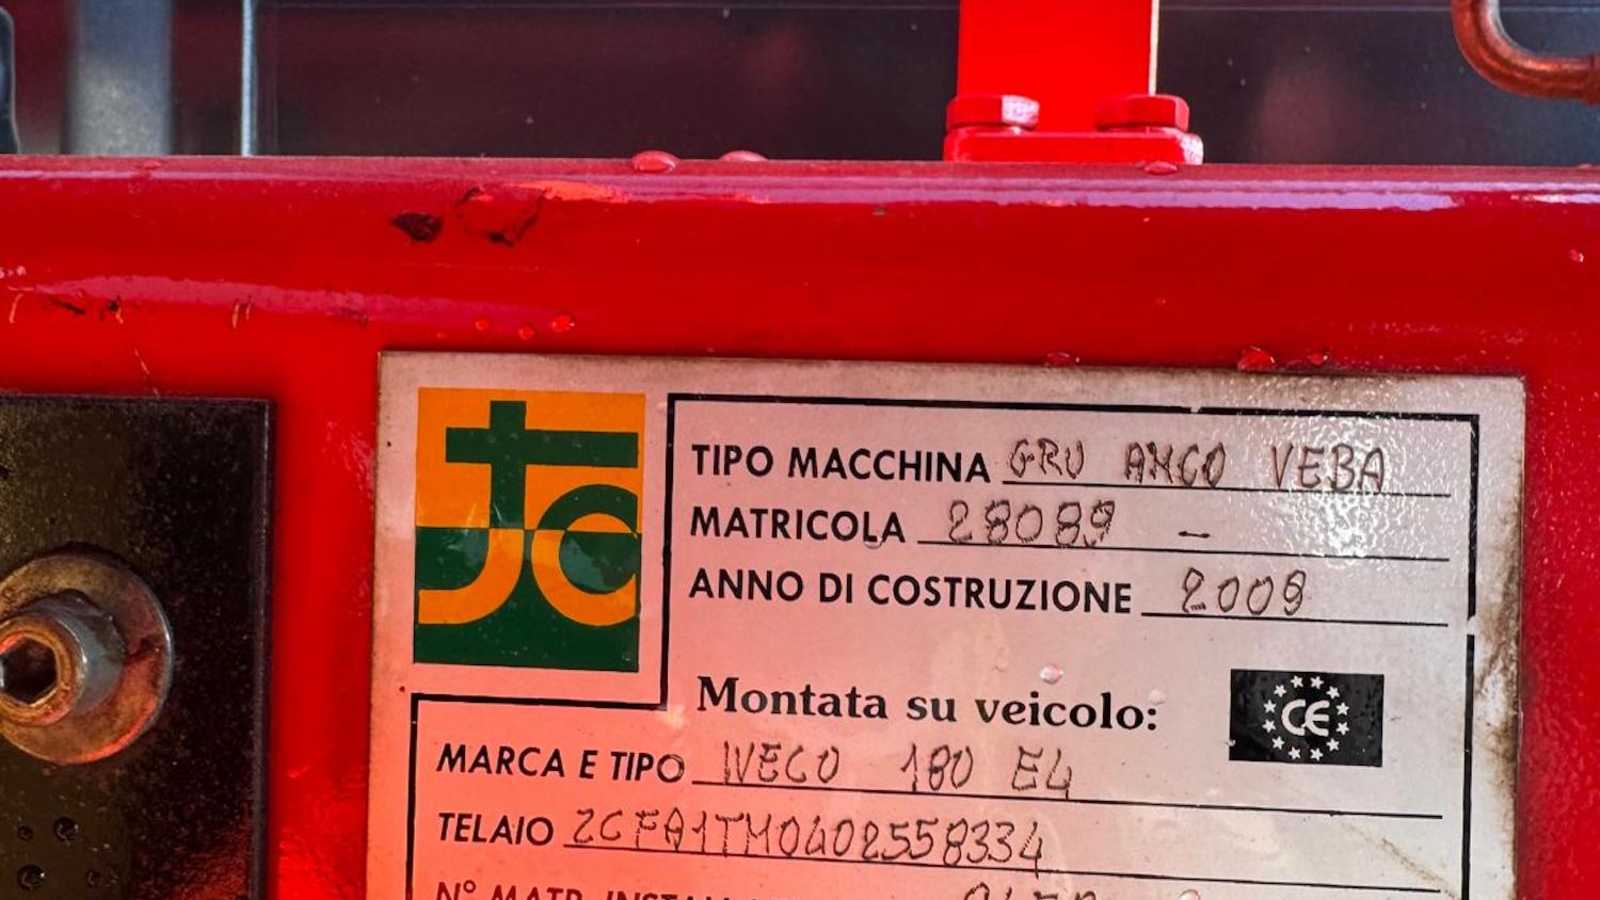 TIPO MACCHINA GRU AMCO VEBA
MATRICOLA 28089 -
ANNO DI COSTRUZIONE 2009
Montata su veicolo:
CE
MARCA E TIPO IVECO 180 E4
TELAIO ZCFA1TM0402558334
N° MATR.